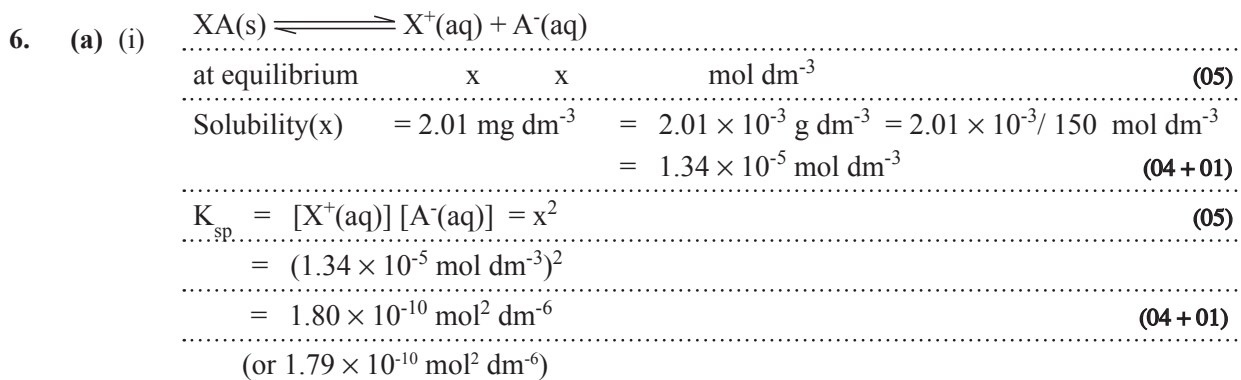 6. (a) (i) XA(s) ⇌ X⁺(aq) + A⁻(aq)
at equilibrium x x mol dm⁻³ (05)
Solubility(x) = 2.01 mg dm⁻³ = 2.01 × 10⁻³ g dm⁻³ = 2.01 × 10⁻³/ 150 mol dm⁻³
= 1.34 × 10⁻⁵ mol dm⁻³ (04 + 01)
Kₛₚ = [X⁺(aq)] [A⁻(aq)] = x² (05)
= (1.34 × 10⁻⁵ mol dm⁻³)²
= 1.80 × 10⁻¹⁰ mol² dm⁻⁶ (04 + 01)
(or 1.79 × 10⁻¹⁰ mol² dm⁻⁶)